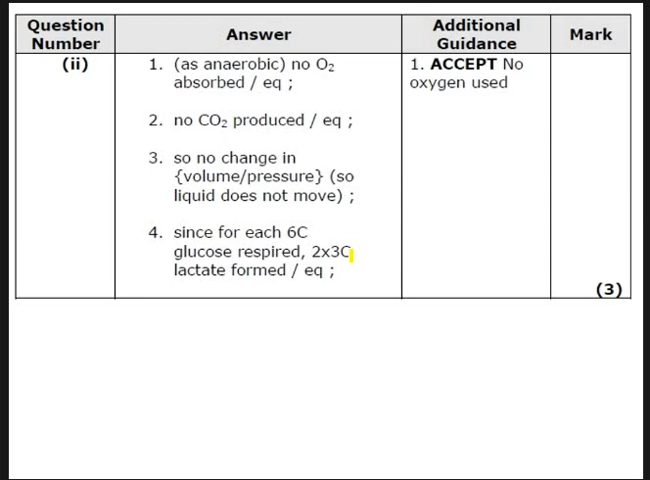 Question Number
Answer
Additional Guidance
Mark
(ii)
1. (as anaerobic) no O₂
absorbed / eq ;
1. ACCEPT No
oxygen used
2. no CO₂ produced / eq ;
3. so no change in
{volume/pressure} (so
liquid does not move) ;
4. since for each 6C
glucose respired, 2x3C
lactate formed / eq ;
(3)